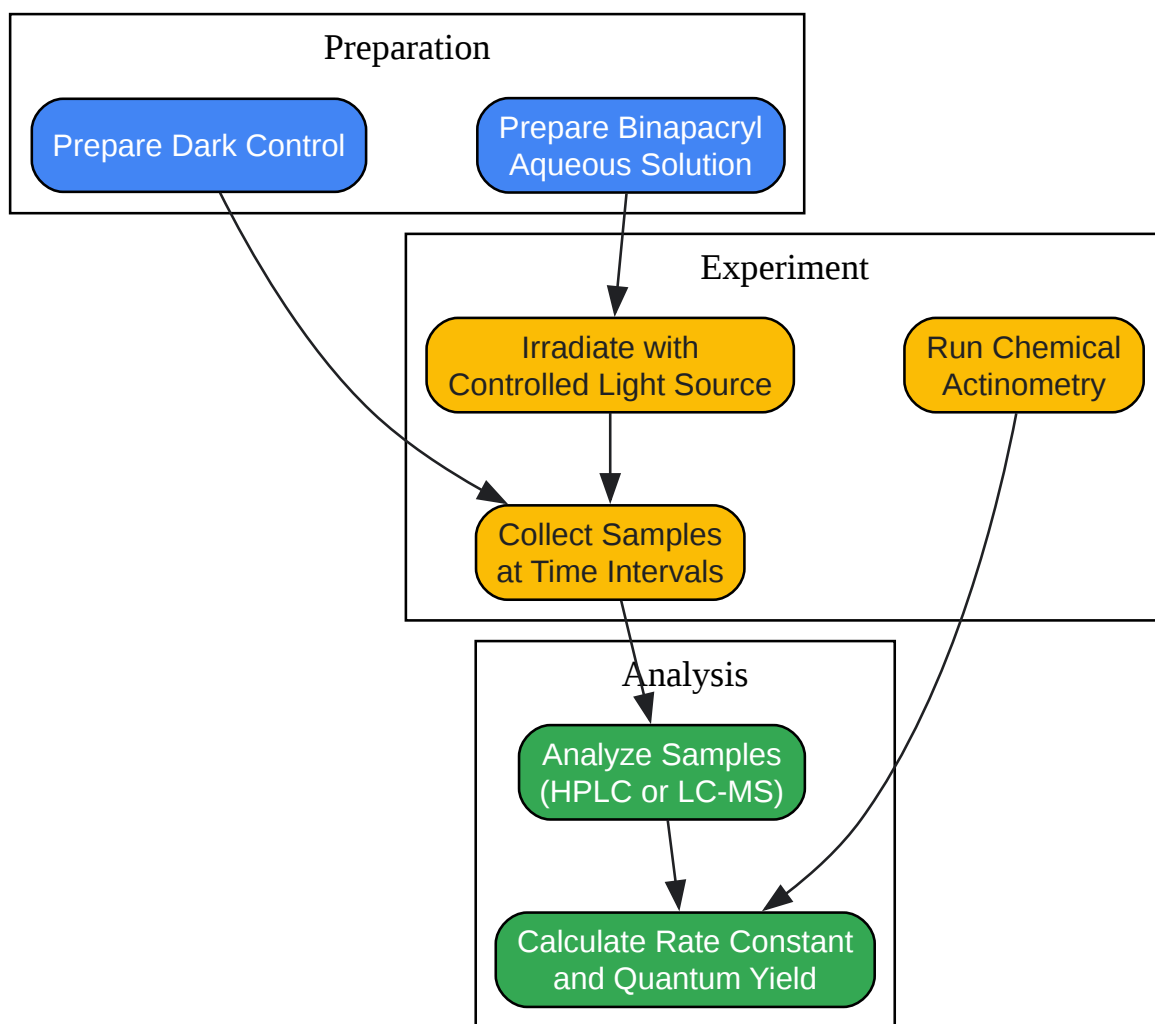 Preparation
Prepare Dark Control
Prepare Binapacryl
Aqueous Solution
Experiment
Irradiate with
Controlled Light Source
Run Chemical
Actinometry
Collect Samples
at Time Intervals
Analysis
Analyze Samples
(HPLC or LC-MS)
Calculate Rate Constant
and Quantum Yield